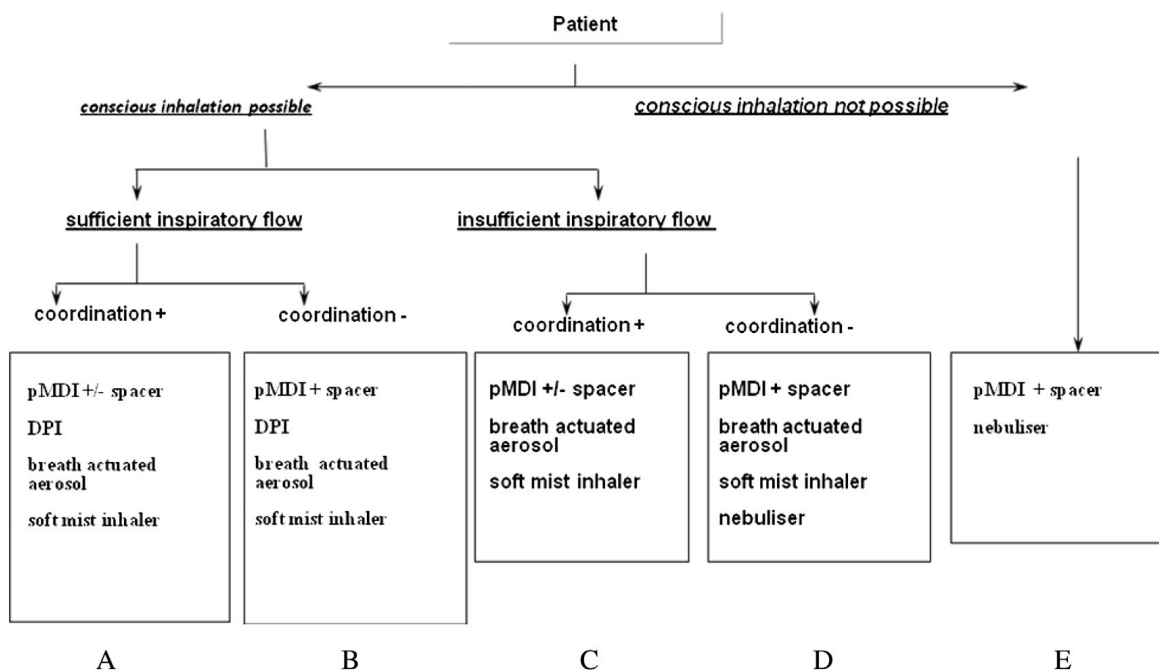 Patient
conscious inhalation possible
conscious inhalation not possible
sufficient inspiratory flow
insufficient inspiratory flow
coordination +
coordination -
coordination +
coordination -
pMDI +/- spacer
DPI
breath actuated
aerosol
soft mist inhaler
pMDI + spacer
DPI
breath actuated
aerosol
soft mist inhaler
pMDI +/- spacer
breath actuated
aerosol
soft mist inhaler
pMDI + spacer
breath actuated
aerosol
soft mist inhaler
nebuliser
pMDI + spacer
nebuliser
A
B
C
D
E